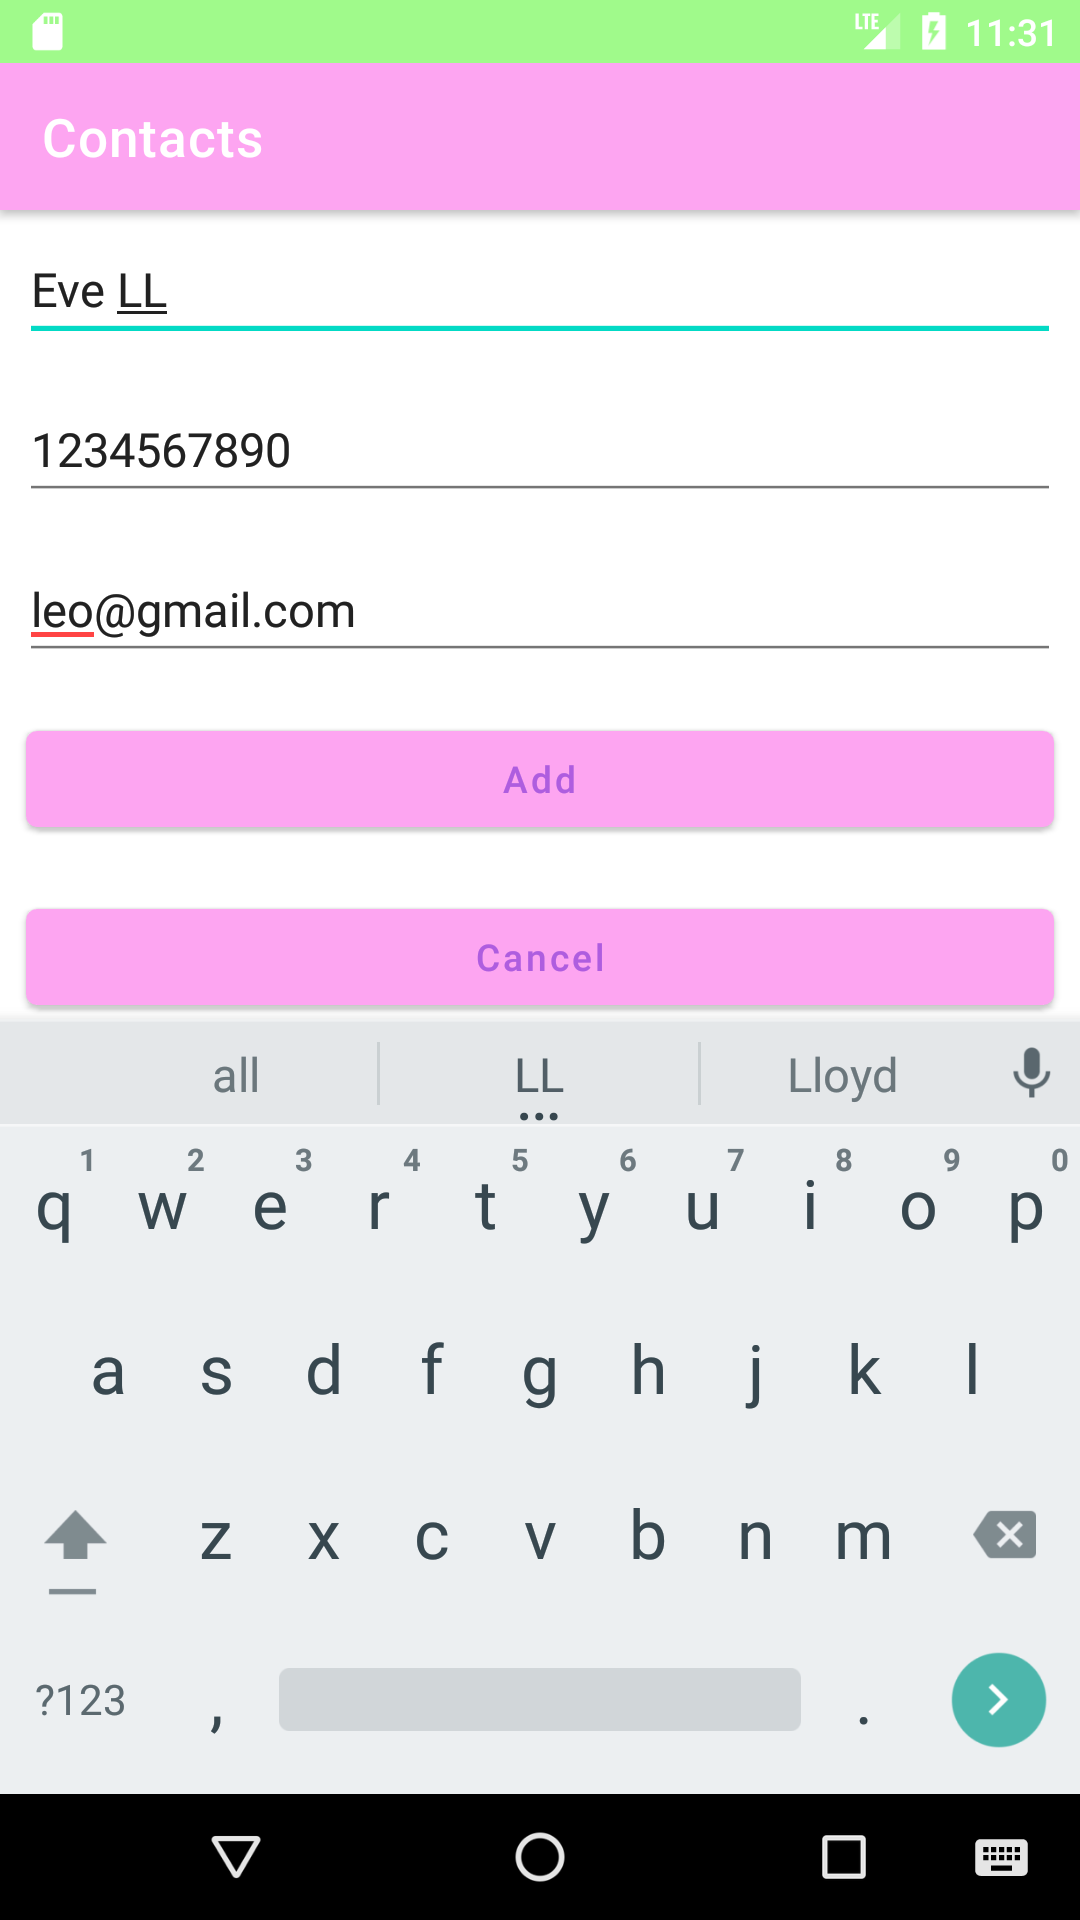 LTE 11:31
Contacts
Eve LL
1234567890
leo@gmail.com
Add
Cancel
all LL Lloyd
1 2 3 4 5 6 7 8 9 0
q w e r t y u i o p
a s d f g h j k l
z x c v b n m
?123 , .